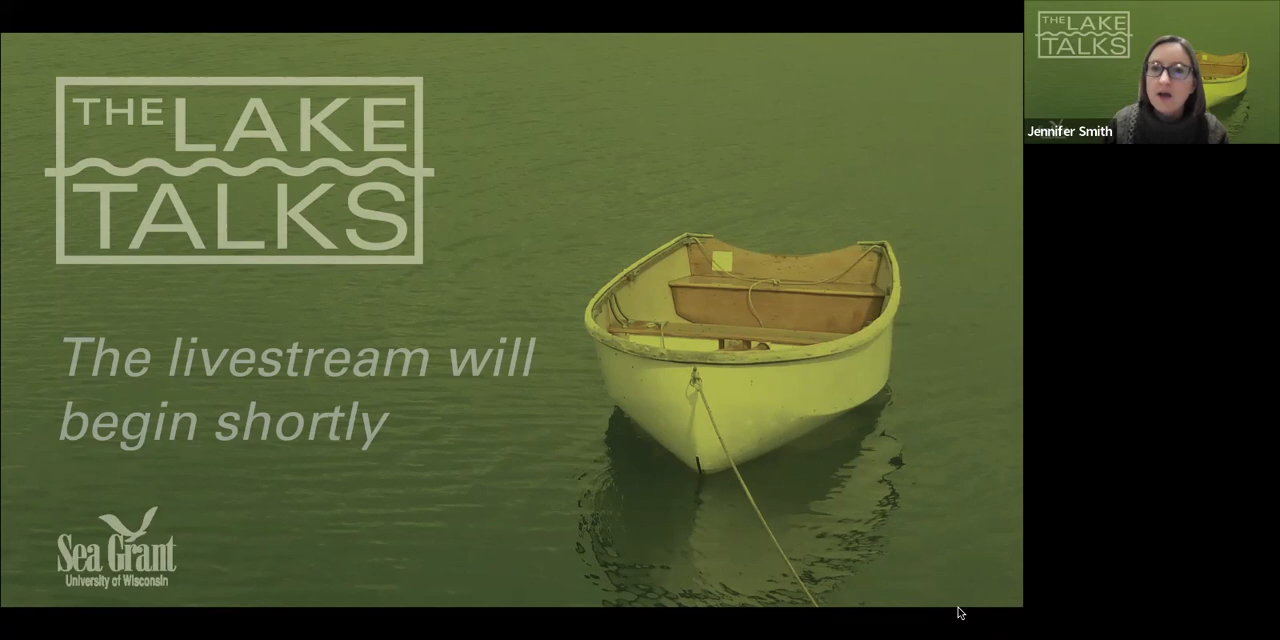 THE LAKE
TALKS
The livestream will
begin shortly
Sea Grant
University of Wisconsin
THE LAKE
TALKS
Jennifer Smith